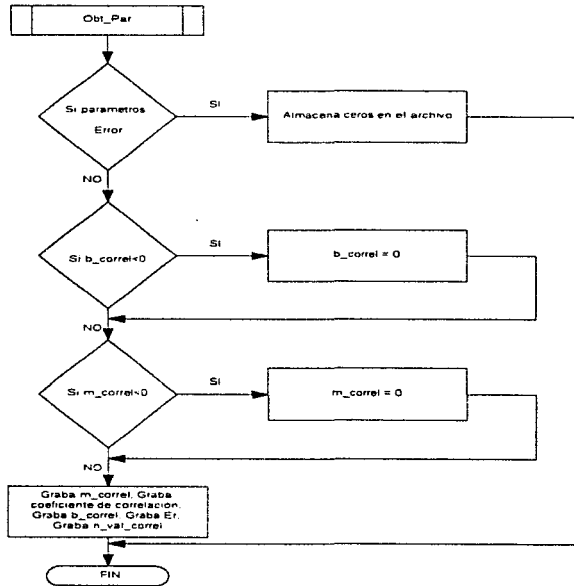 Obt_Par
Si parametros
Error
SI
Almacena ceros en el archivo
NO
Si b_correl<0
SI
b_correl = 0
NO
Si m_correl<0
SI
m_correl = 0
NO
Graba m_correl, Graba
coeficiente de correlación,
Graba b_correl, Graba Er,
Graba n_val_correl
FIN